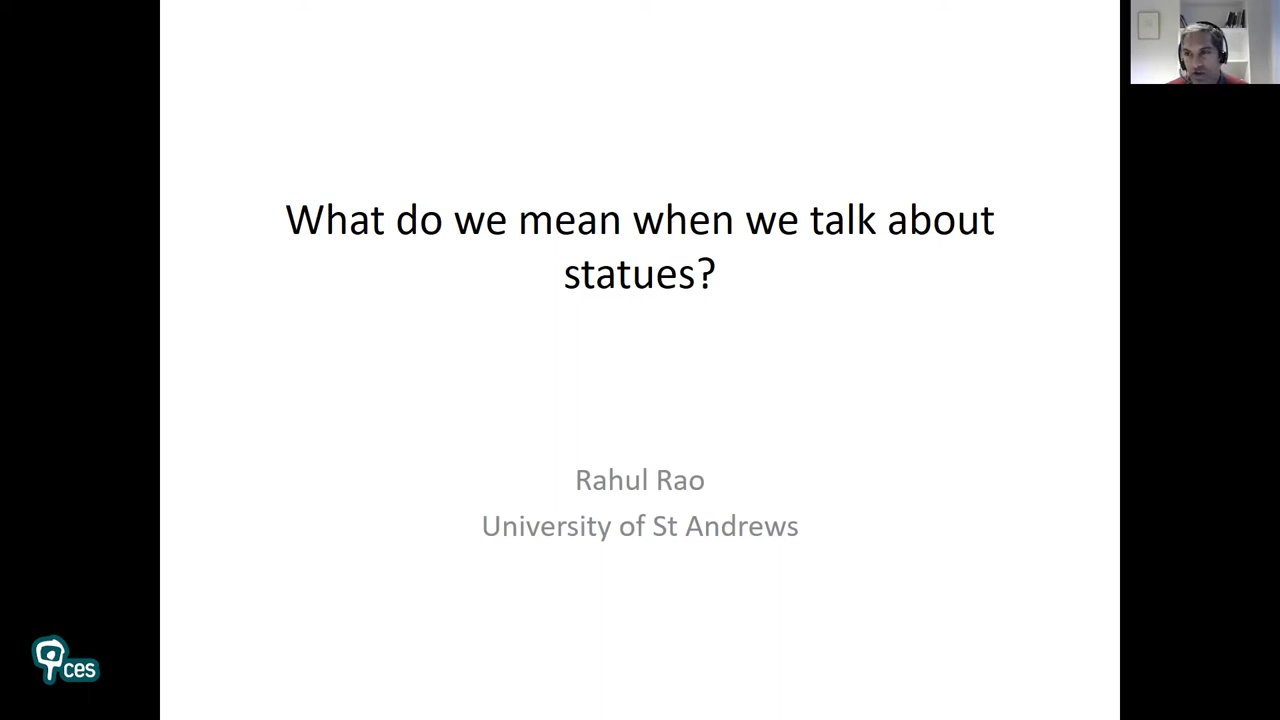 What do we mean when we talk about
statues?
Rahul Rao
University of St Andrews
ces